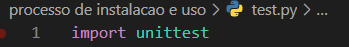 processo de instalacao e uso > test.py > ...
1 import unittest